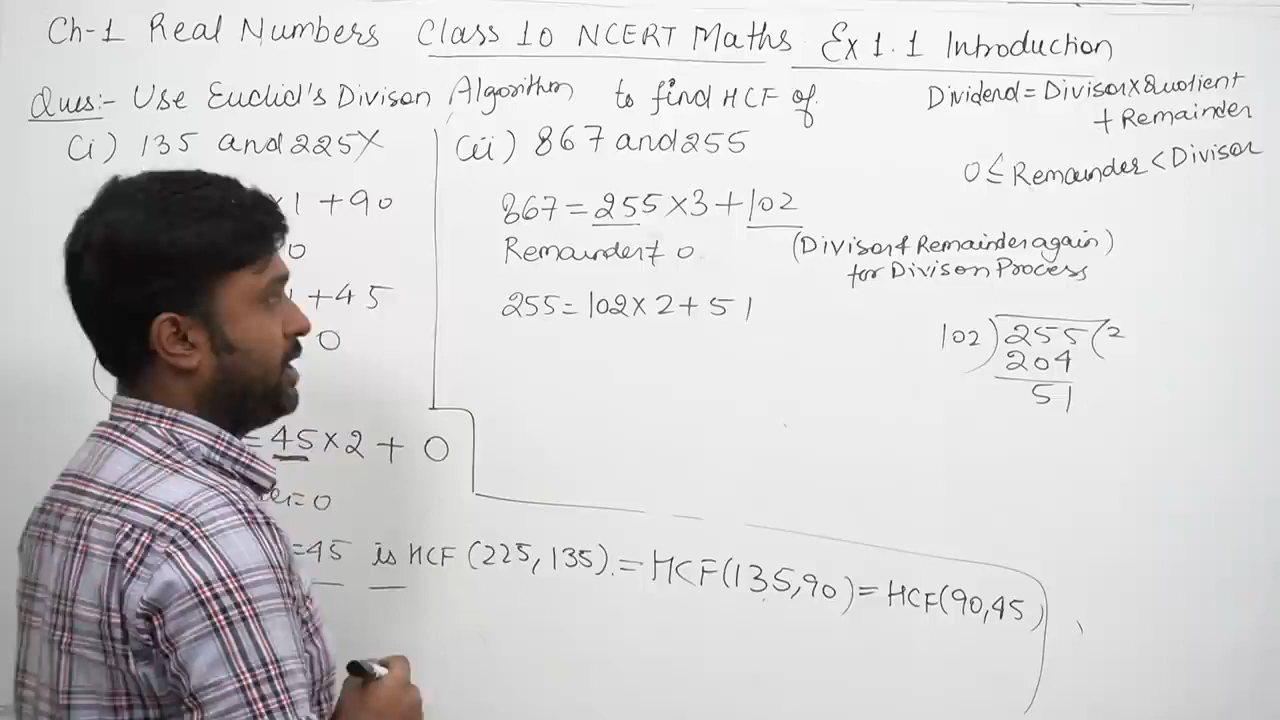 Ch-1 Real Numbers Class 10 NCERT Maths Ex 1.1 Introduction
Ques:- Use Euclid's Divison Algorithm to find HCF of
Dividend = Divisor × Quotient
+ Remainder
0 ≤ Remainder < Divisor
(i) 135 and 225
×1 + 90
0
+ 45
0
= 45 × 2 + 0
= 0
= 45 is HCF (225, 135) = HCF(135,90) = HCF(90,45)
(ii) 867 and 255
867 = 255 × 3 + 102
Remainder ≠ 0
(Divisor & Remainder again)
for Divison Process
255 = 102 × 2 + 51
102) 255 (2
204
51